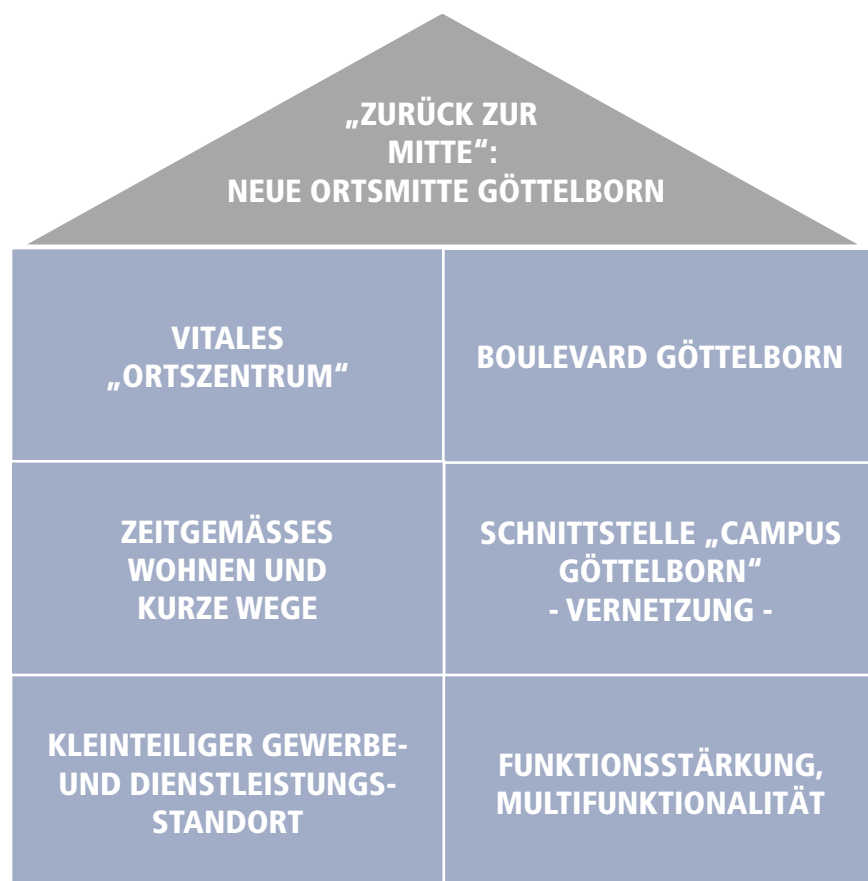 „ZURÜCK ZUR
MITTE“:
NEUE ORTSMITTE GÖTTELBORN
VITALES
„ORTSZENTRUM“
BOULEVARD GÖTTELBORN
ZEITGEMÄSSES
WOHNEN UND
KURZE WEGE
SCHNITTSTELLE „CAMPUS
GÖTTELBORN“
- VERNETZUNG -
KLEINTEILIGER GEWERBE-
UND DIENSTLEISTUNGS-
STANDORT
FUNKTIONSSTÄRKUNG,
MULTIFUNKTIONALITÄT